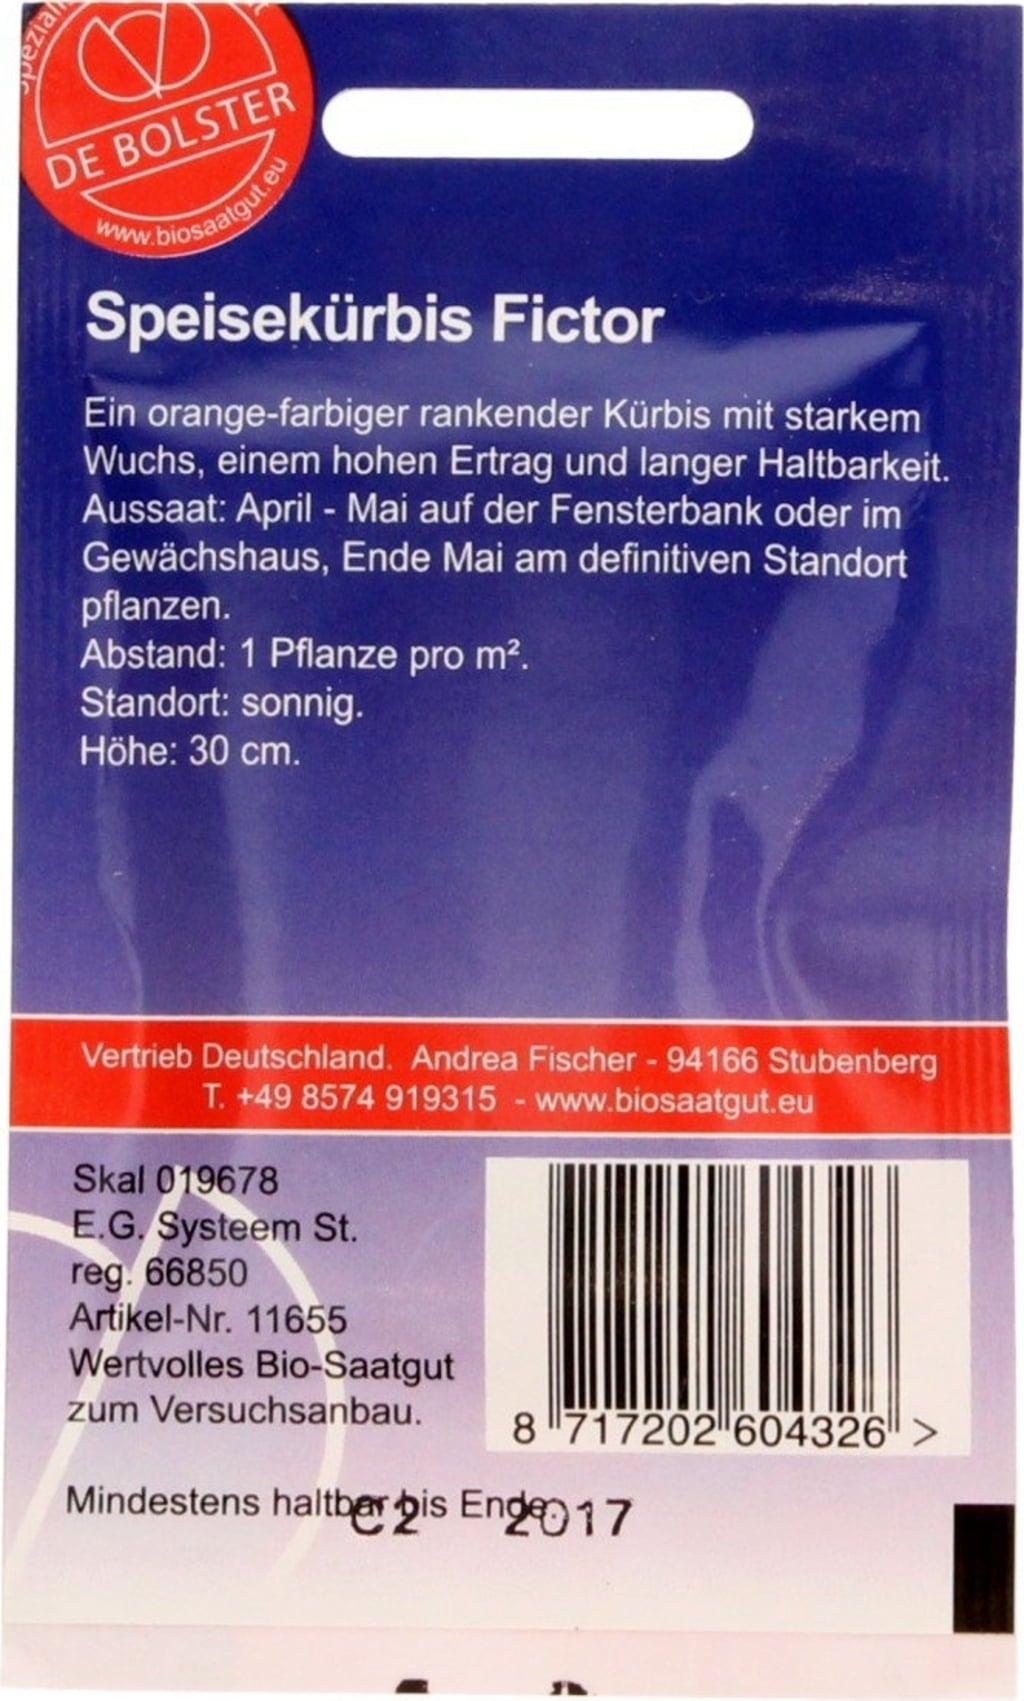 DE BOLSTER
www.biosaatgut.eu
Speisekürbis Fictor
Ein orange-farbiger rankender Kürbis mit starkem
Wuchs, einem hohen Ertrag und langer Haltbarkeit.
Aussaat: April - Mai auf der Fensterbank oder im
Gewächshaus, Ende Mai am definitiven Standort
pflanzen.
Abstand: 1 Pflanze pro m².
Standort: sonnig.
Höhe: 30 cm.
Vertrieb Deutschland. Andrea Fischer - 94166 Stubenberg
T. +49 8574 919315 - www.biosaatgut.eu
Skal 019678
E.G. Systeem St.
reg. 66850
Artikel-Nr. 11655
Wertvolles Bio-Saatgut
zum Versuchsanbau.
8 717202 604326 >
Mindestens haltbar bis Ende:
C2 2017